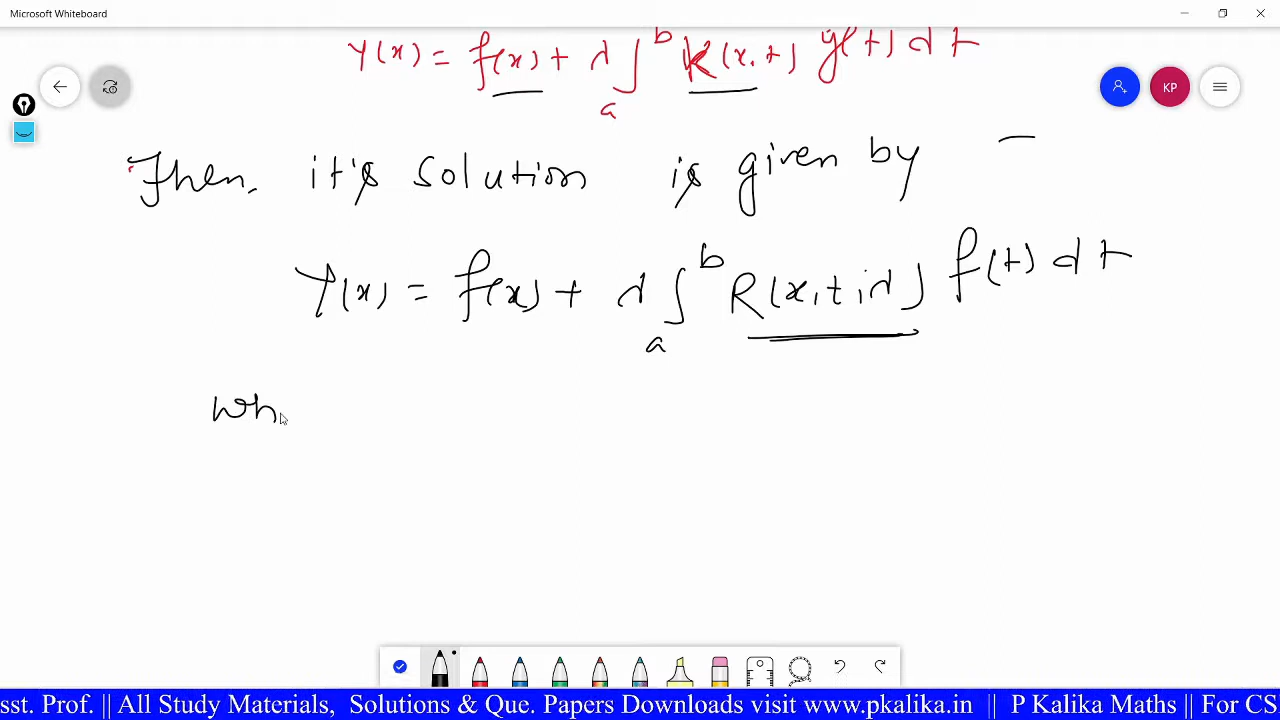 Microsoft Whiteboard
y(x) = f(x) + λ ∫ₐᵇ K(x,t) y(t) dt
KP
Then, it's solution is given by –
Y(x) = f(x) + λ ∫ₐᵇ R(x,t;λ) f(t) dt
wh
sst. Prof. || All Study Materials, Solutions & Que. Papers Downloads visit www.pkalika.in || P Kalika Maths || For CS